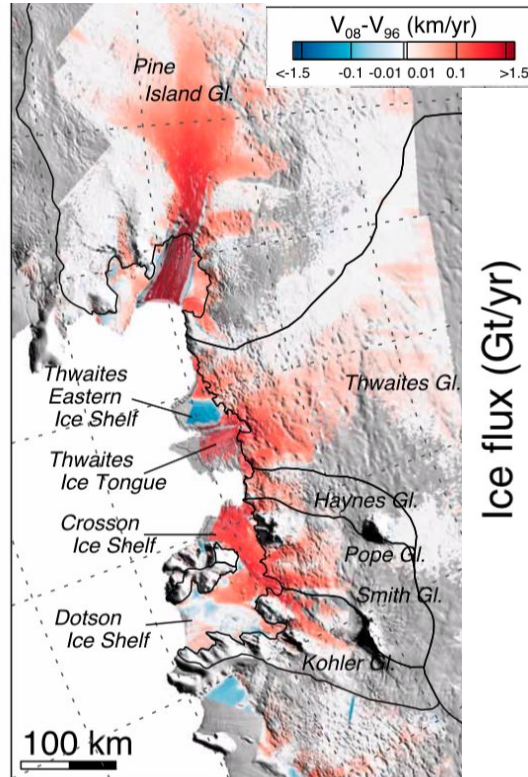 V08-V96 (km/yr)
<-1.5 -0.1 -0.01 0.01 0.1 >1.5
Pine
Island Gl.
Thwaites
Eastern
Ice Shelf
Thwaites Gl.
Thwaites
Ice Tongue
Haynes Gl.
Crosson
Ice Shelf
Pope Gl.
Smith Gl.
Dotson
Ice Shelf
Kohler Gl.
100 km
Ice flux (Gt/yr)